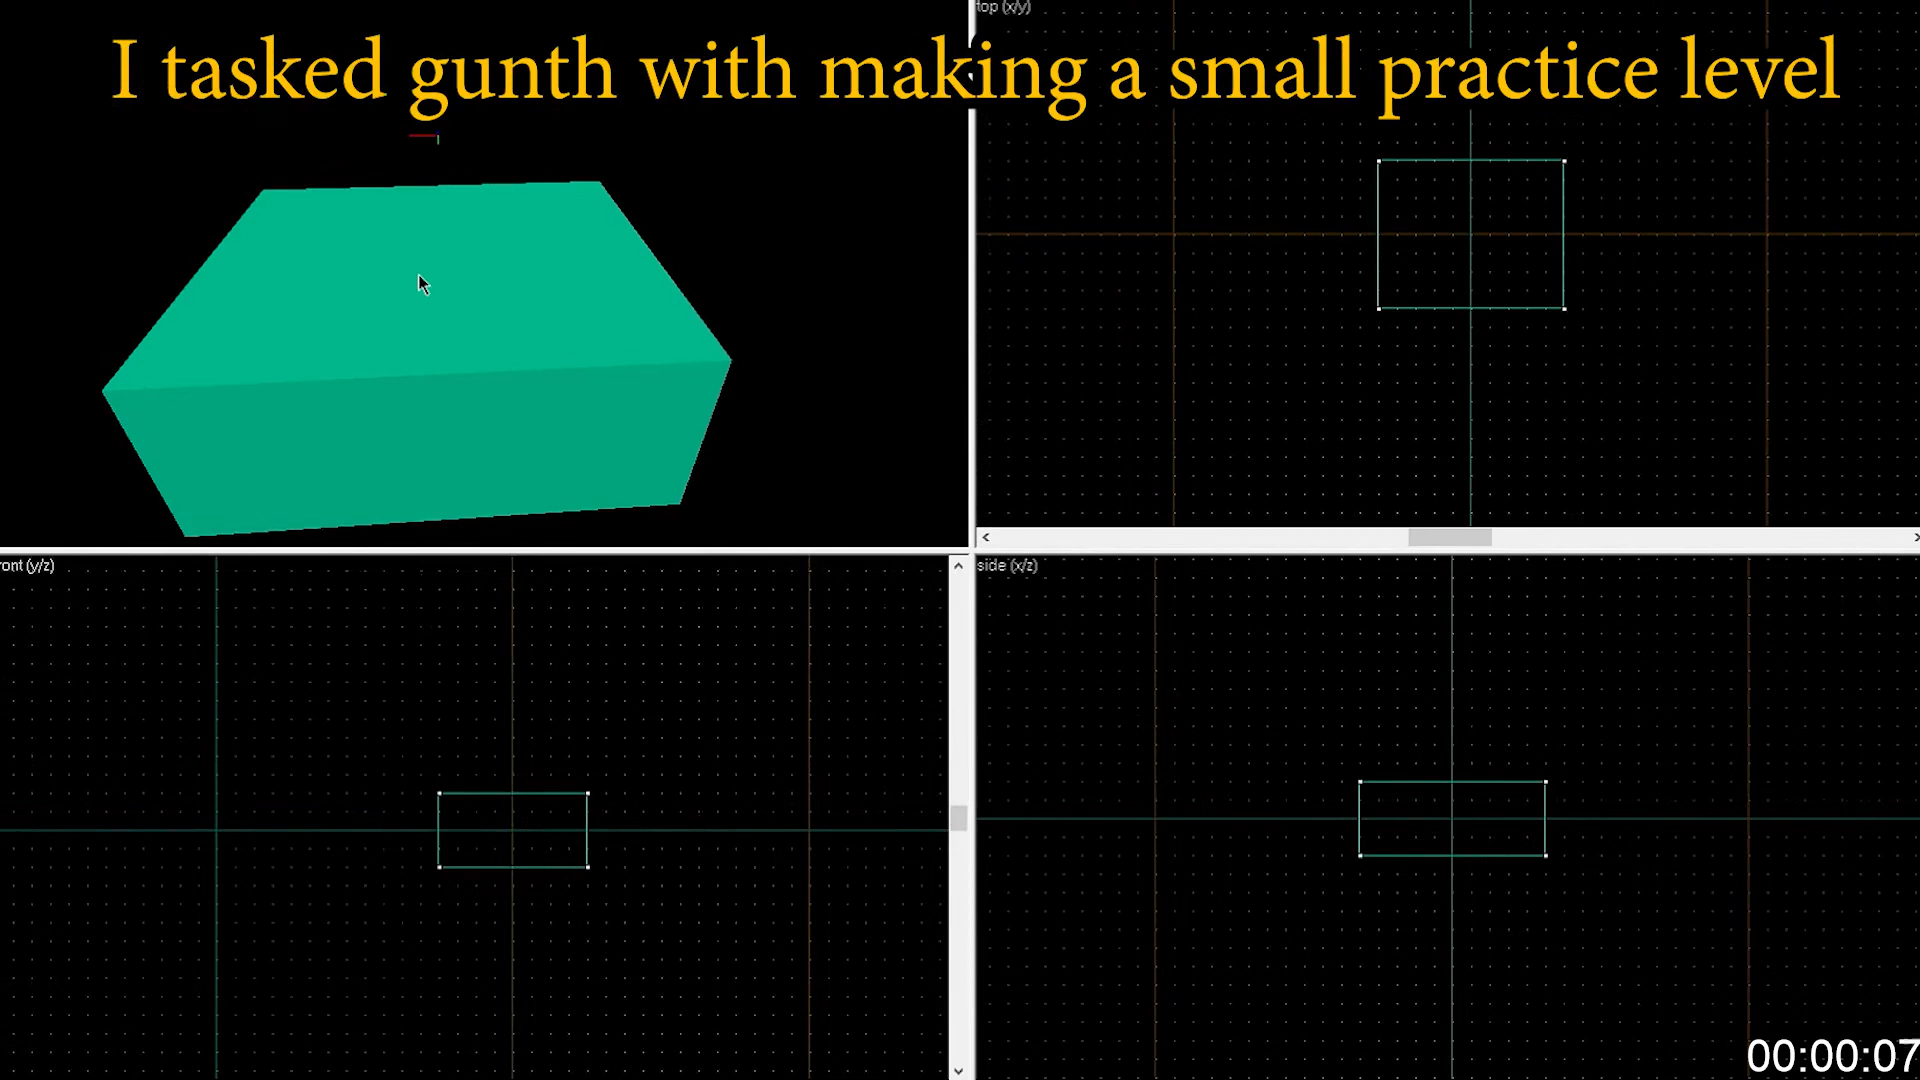 top (x/y)
I tasked gunth with making a small practice level
ront (y/z)
side (x/z)
00:00:07